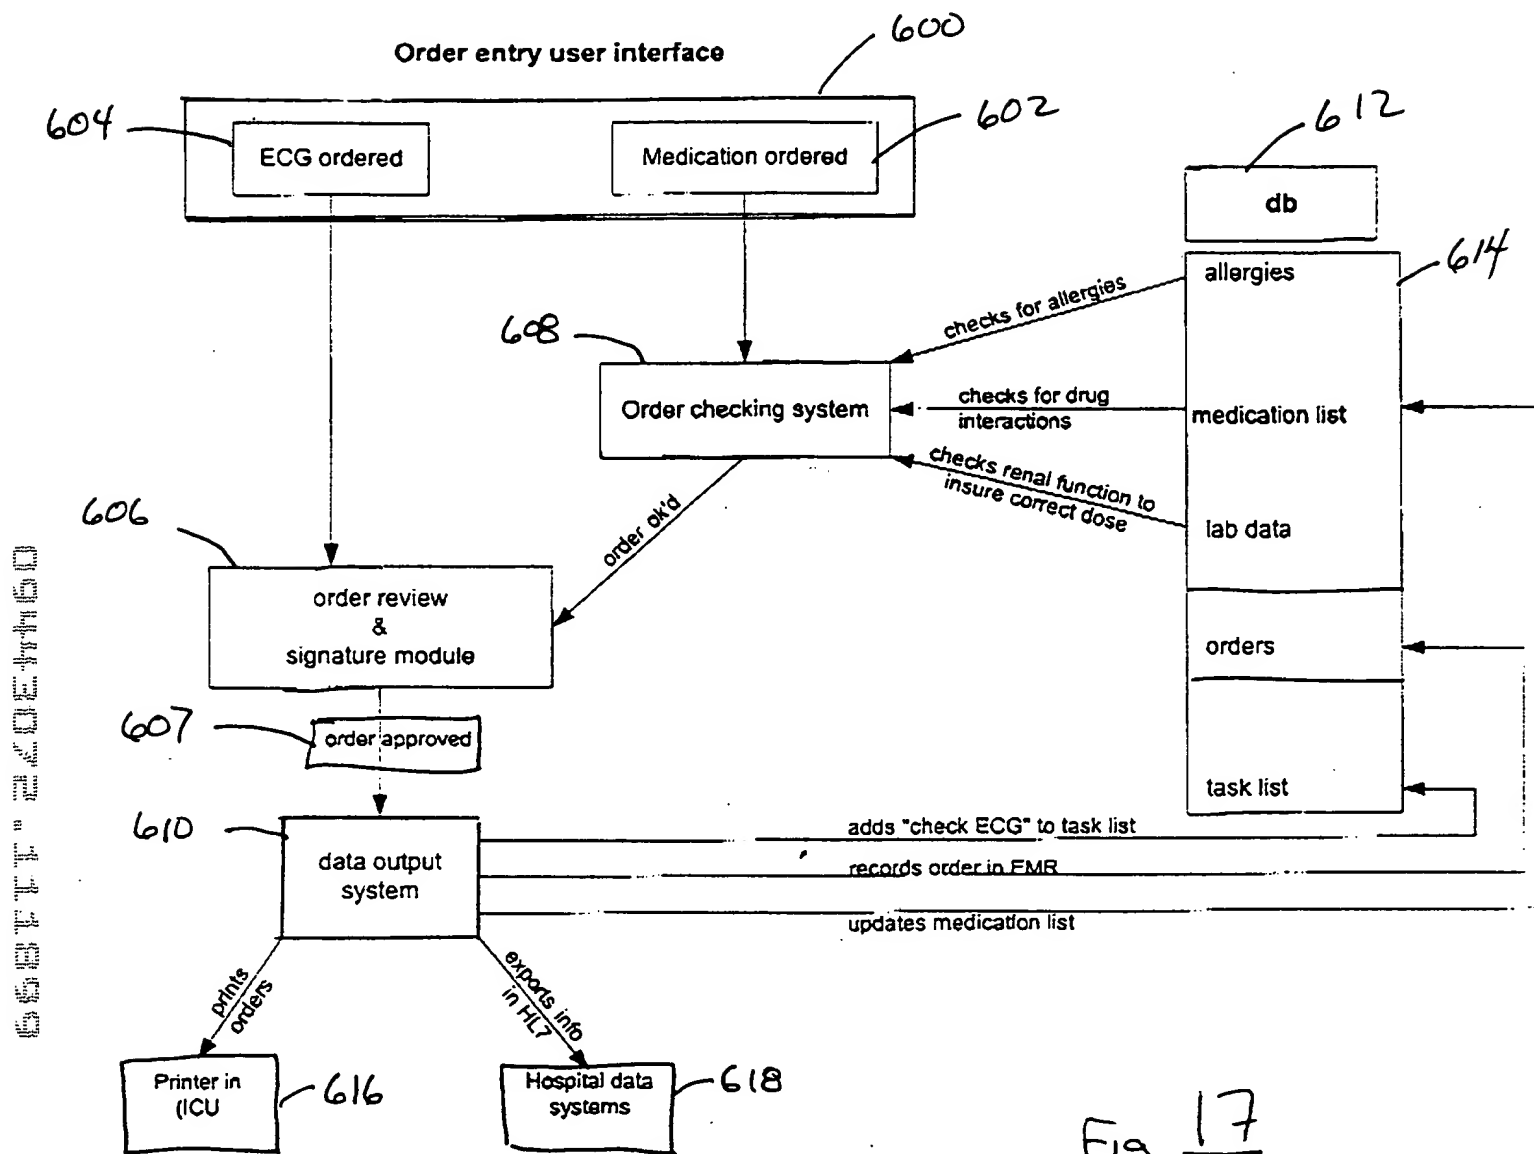 600
Order entry user interface
604
602
612
ECG ordered
Medication ordered
db
614
allergies
checks for allergies
608
Order checking system
checks for drug
interactions
medication list
checks renal function to
insure correct dose
lab data
order ok'd
606
order review
&
signature module
orders
607
order approved
task list
610
data output
system
adds "check ECG" to task list
records order in EMR
updates medication list
prints
orders
exports info
in HL7
Printer in
(ICU
616
Hospital data
systems
618
Fig 17
09443072.111899